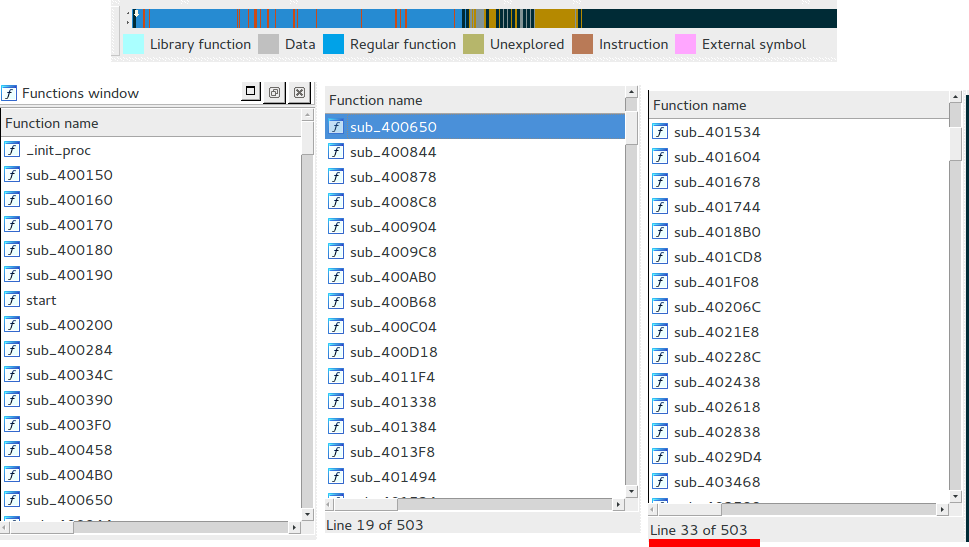 Library function Data Regular function Unexplored Instruction External symbol
Functions window
Function name
_init_proc
sub_400150
sub_400160
sub_400170
sub_400180
sub_400190
start
sub_400200
sub_400284
sub_40034C
sub_400390
sub_4003F0
sub_400458
sub_4004B0
sub_400650
Function name
sub_400650
sub_400844
sub_400878
sub_4008C8
sub_400904
sub_4009C8
sub_400AB0
sub_400B68
sub_400C04
sub_400D18
sub_4011F4
sub_401338
sub_401384
sub_4013F8
sub_401494
Line 19 of 503
Function name
sub_401534
sub_401604
sub_401678
sub_401744
sub_4018B0
sub_401CD8
sub_401F08
sub_40206C
sub_4021E8
sub_40228C
sub_402438
sub_402618
sub_402838
sub_4029D4
sub_403468
Line 33 of 503